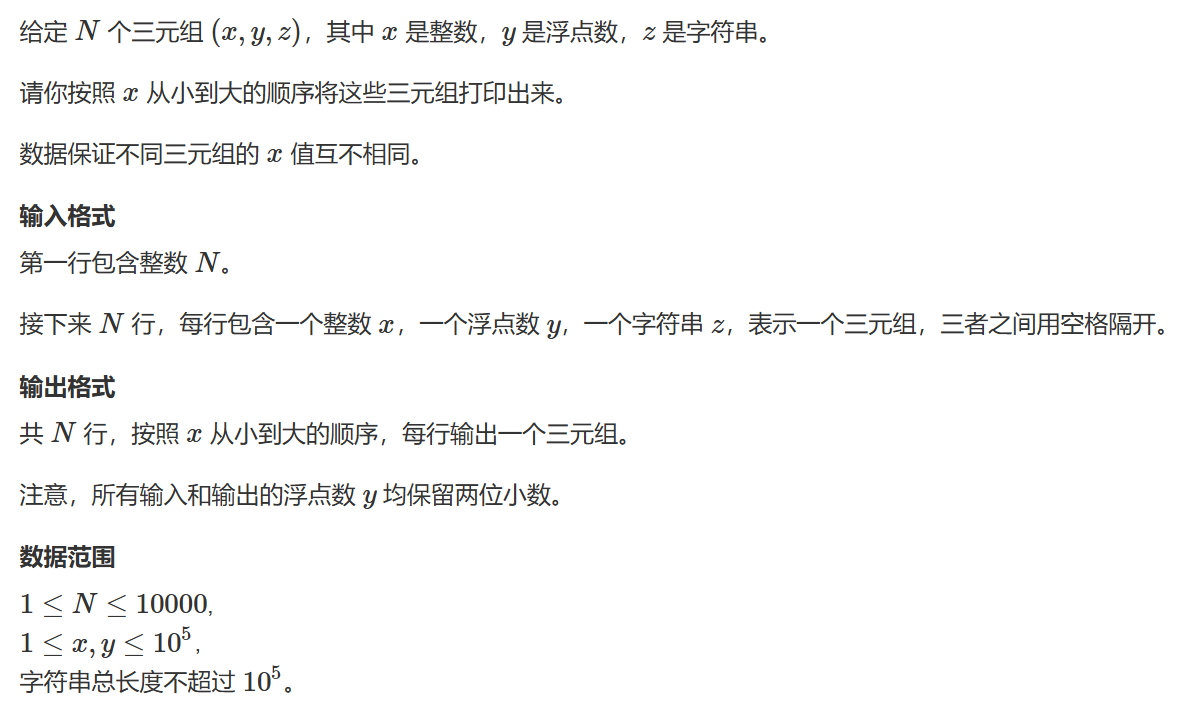 给定 N 个三元组 (x, y, z)，其中 x 是整数，y 是浮点数，z 是字符串。
请你按照 x 从小到大的顺序将这些三元组打印出来。
数据保证不同三元组的 x 值互不相同。
输入格式
第一行包含整数 N。
接下来 N 行，每行包含一个整数 x，一个浮点数 y，一个字符串 z，表示一个三元组，三者之间用空格隔开。
输出格式
共 N 行，按照 x 从小到大的顺序，每行输出一个三元组。
注意，所有输入和输出的浮点数 y 均保留两位小数。
数据范围
1 ≤ N ≤ 10000,
1 ≤ x, y ≤ 10⁵,
字符串总长度不超过 10⁵。